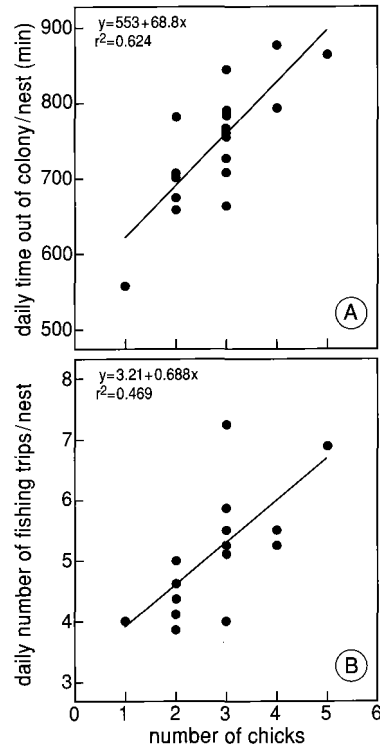 y=553+68.8x
r²=0.624
900
800
700
600
500
daily time out of colony/nest (min)
A
y=3.21+0.688x
r²=0.469
8
7
6
5
4
3
daily number of fishing trips/nest
B
0 1 2 3 4 5 6
number of chicks